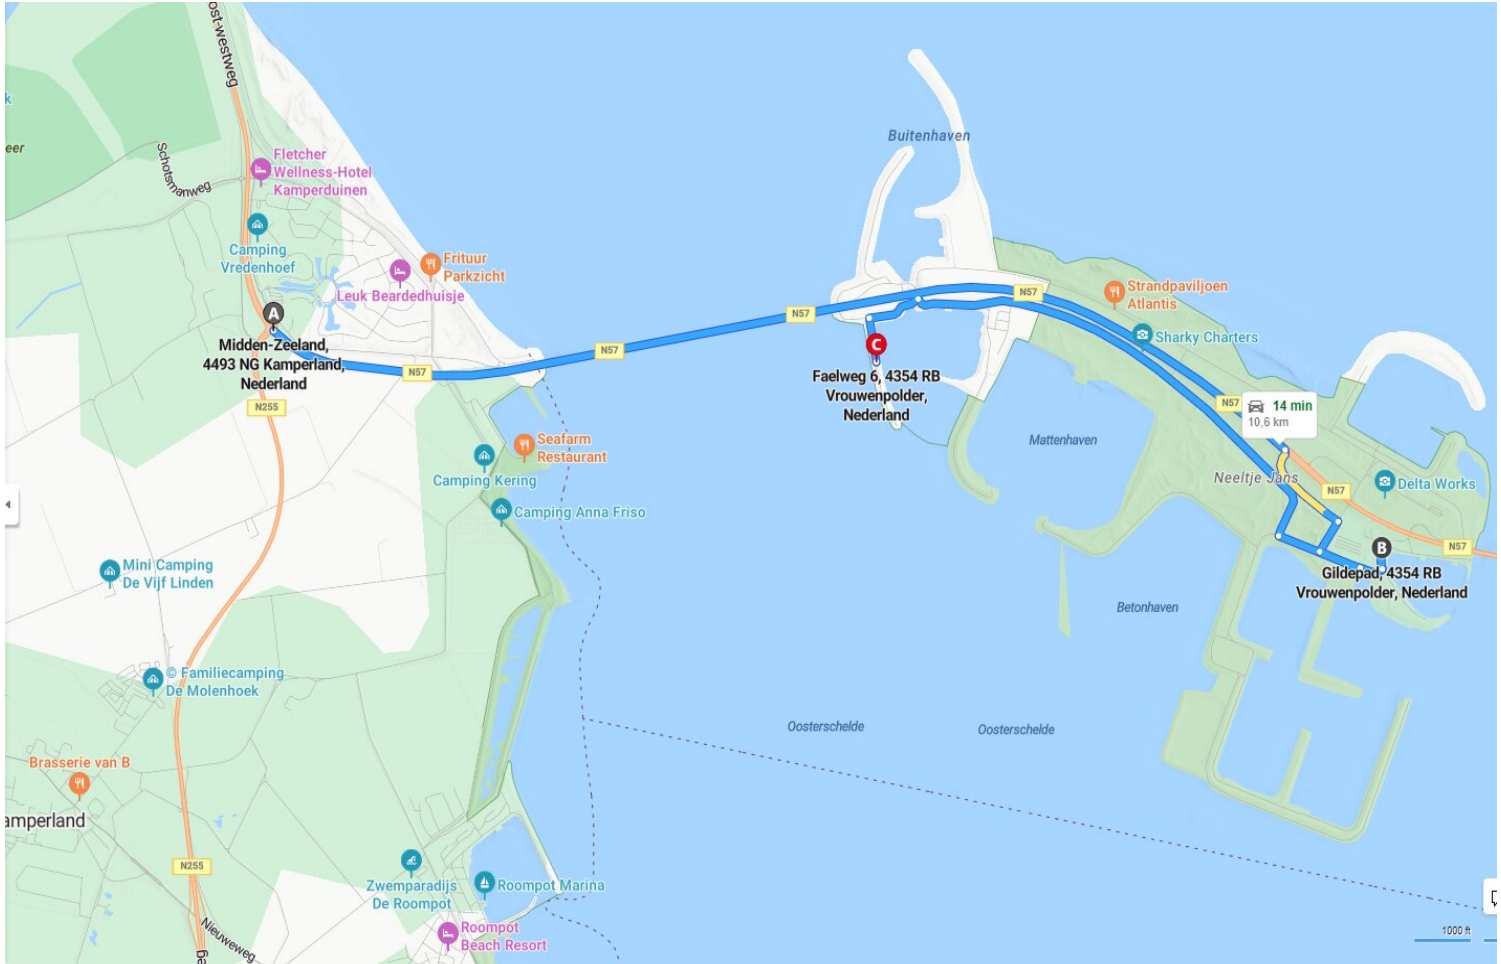 ost-westweg
k
eer
Schotsmanweg
Fletcher
Wellness-Hotel
Kamperduinen
Camping
Vredenhoef
Frituur
Parkzicht
Leuk Beardedhuisje
A
Midden-Zeeland,
4493 NG Kamperland,
Nederland
N57
N255
N57
N57
Buitenhaven
C
Faelweg 6, 4354 RB
Vrouwenpolder,
Nederland
N57
Strandpaviljoen
Atlantis
Sharky Charters
N57
14 min
10,6 km
Mattenhaven
Neeltje Jans
N57
Delta Works
N57
B
Gildepad, 4354 RB
Vrouwenpolder, Nederland
Betonhaven
Seafarm
Restaurant
Camping Kering
Camping Anna Friso
Mini Camping
De Vijf Linden
© Familiecamping
De Molenhoek
Oosterschelde
Oosterschelde
Brasserie van B
amperland
N255
Zwemparadijs
De Roompot
Roompot Marina
Roompot
Beach Resort
Nieuweweg
1000 ft